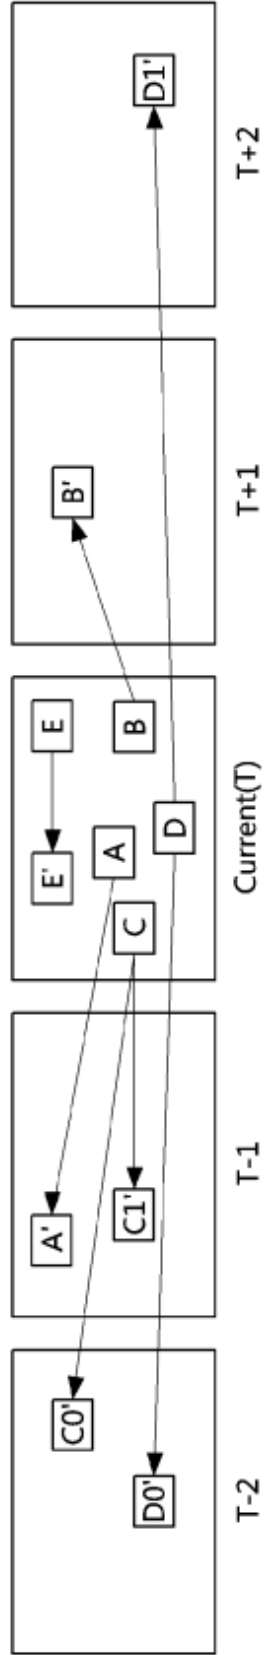 C0'
D0'
T-2
A'
C1'
T-1
E'
E
A
C
B
D
Current(T)
B'
T+1
D1'
T+2